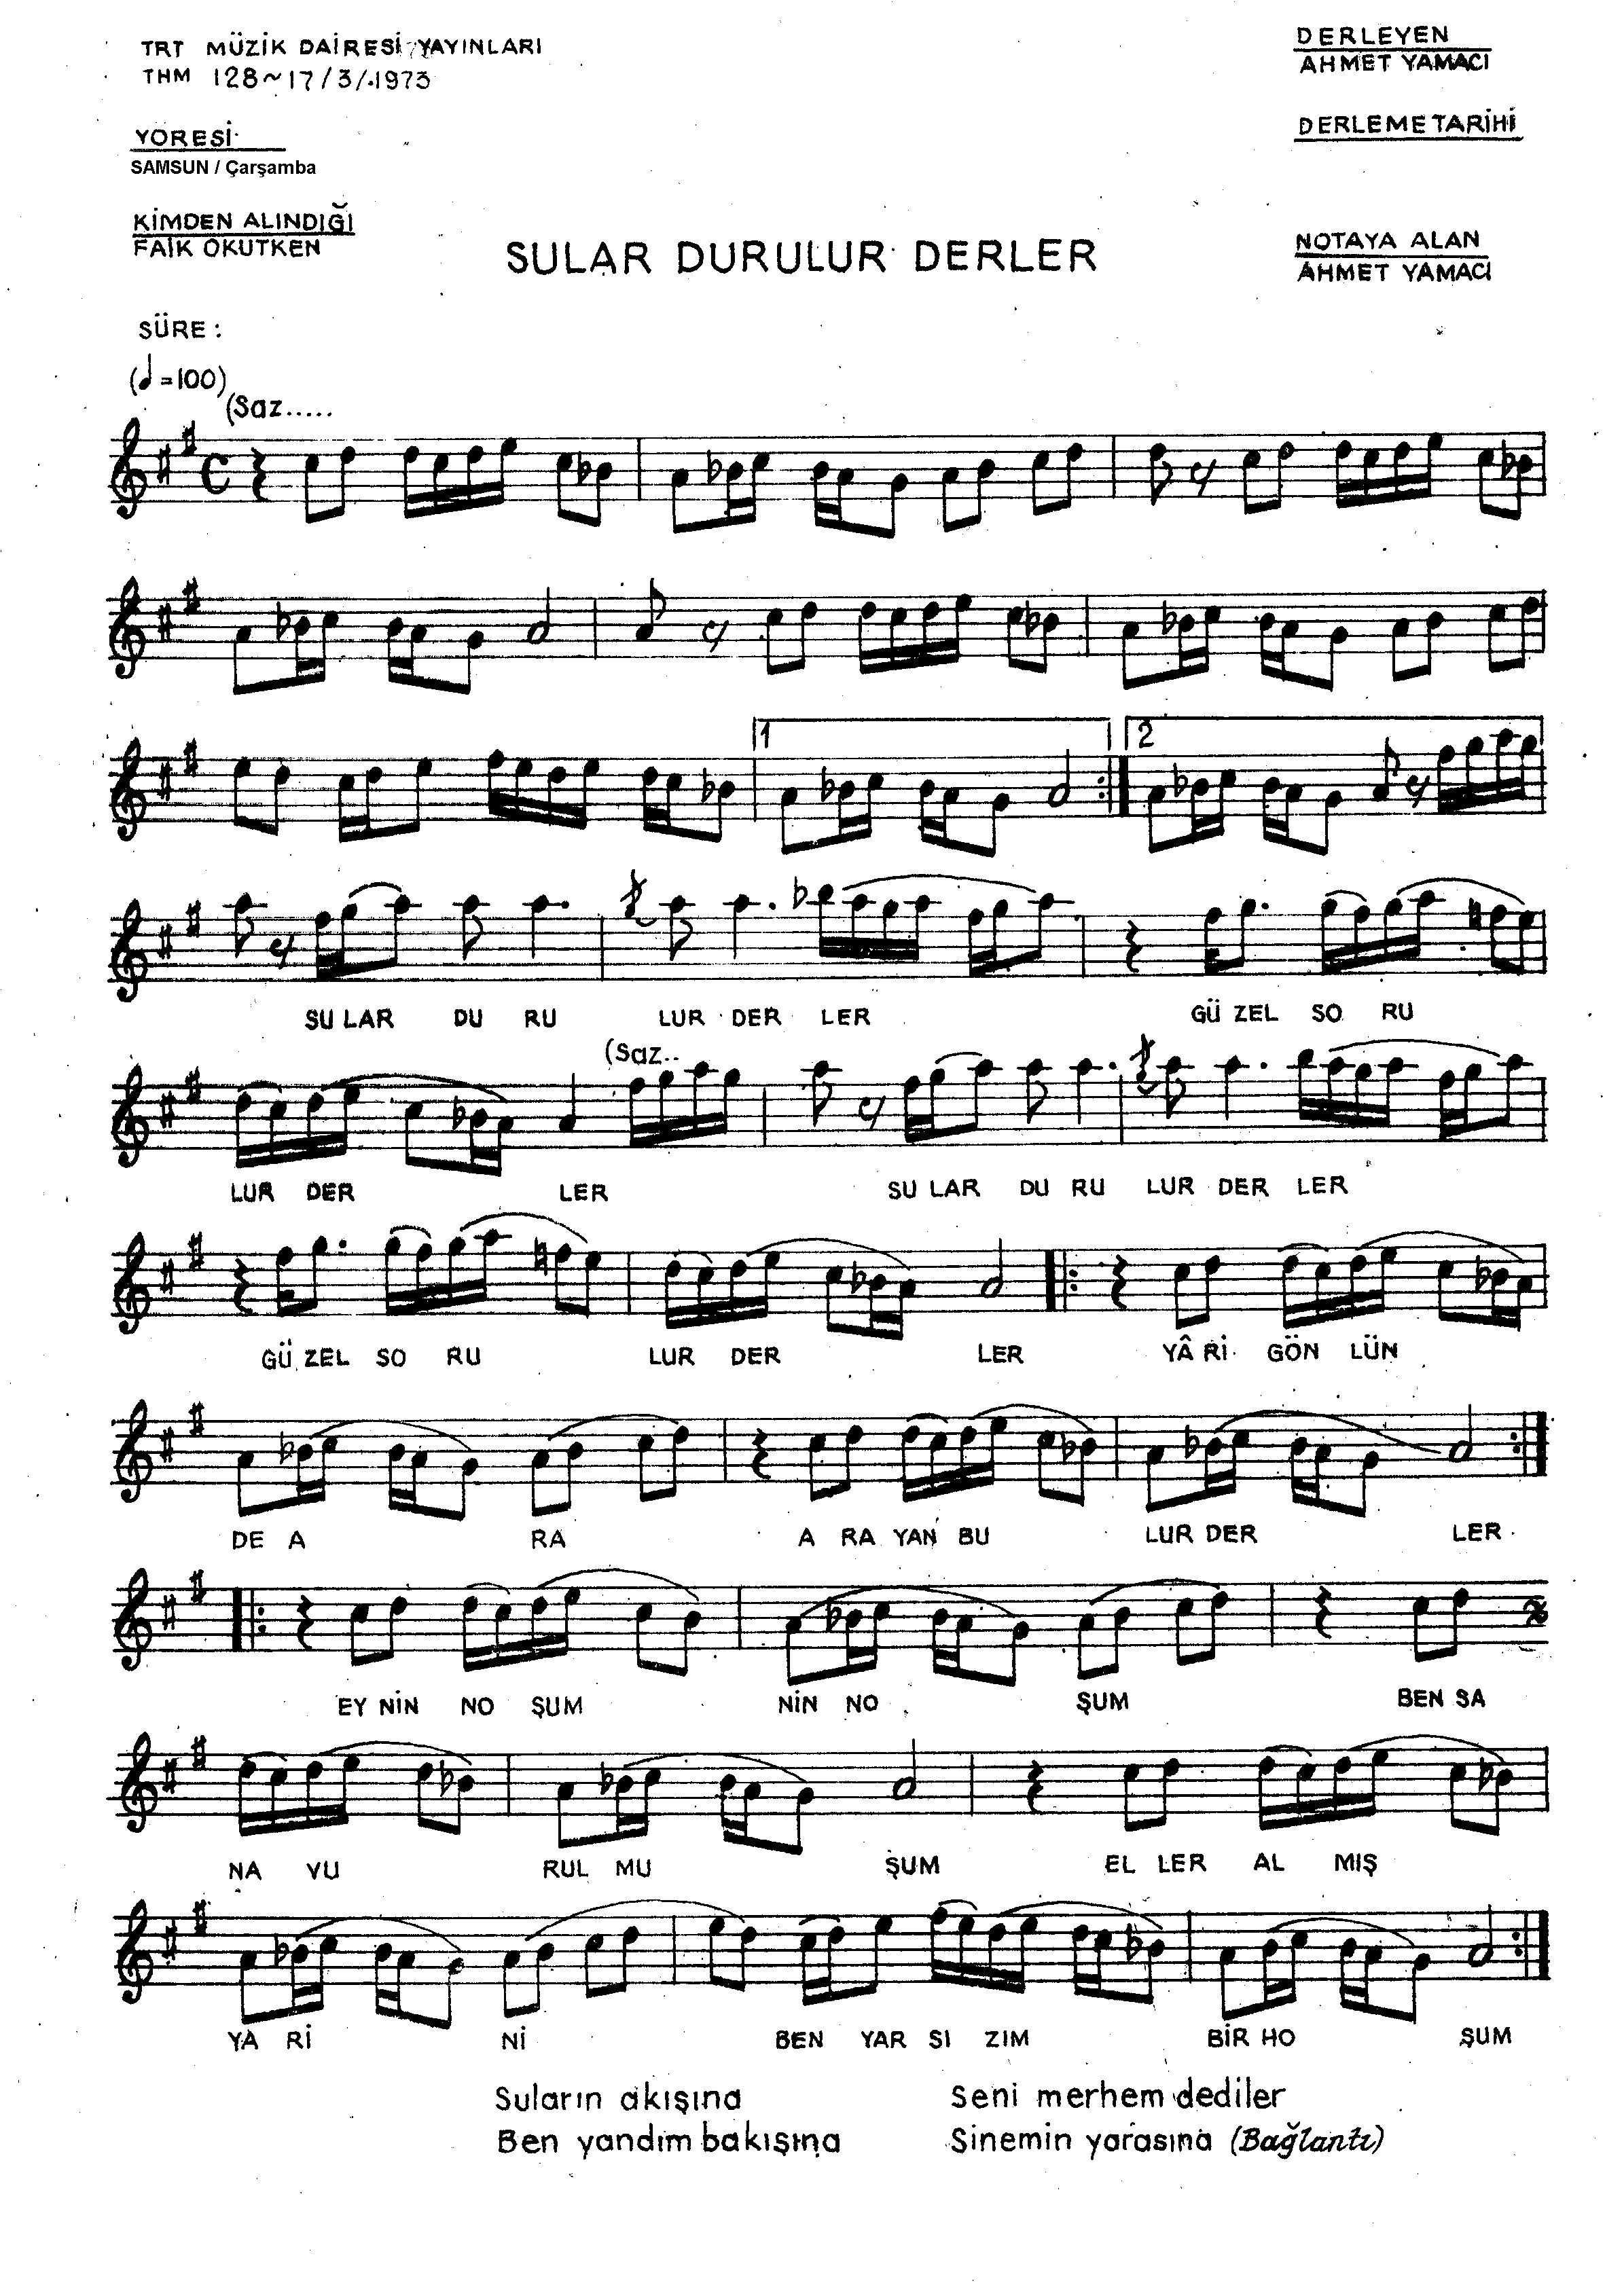 TRT MÜZİK DAİRESİ YAYINLARI
THM 128~17/3/1973
DERLEYEN
AHMET YAMACI
YÖRESİ
SAMSUN / Çarşamba
DERLEME TARİHİ
KİMDEN ALINDIĞI
FAİK OKUTKEN
SULAR DURULUR DERLER
NOTAYA ALAN
AHMET YAMACI
SÜRE :
(♩=100)
(Saz.....
1 2
SU LAR DU RU LUR DER LER GÜ ZEL SO RU
(Saz..
LUR DER LER SU LAR DU RU LUR DER LER
GÜ ZEL SO RU LUR DER LER YÂ Rİ GÖN LÜN
DE A RA A RA YAN BU LUR DER LER
EY NİN NO ŞUM NİN NO ŞUM BEN SA
NA VU RUL MU ŞUM EL LER AL MIŞ
YA Rİ Nİ BEN YAR SI ZIM BİR HO ŞUM
Suların akışına Seni merhem dediler
Ben yandım bakışına Sinemin yarasına (Bağlantı)